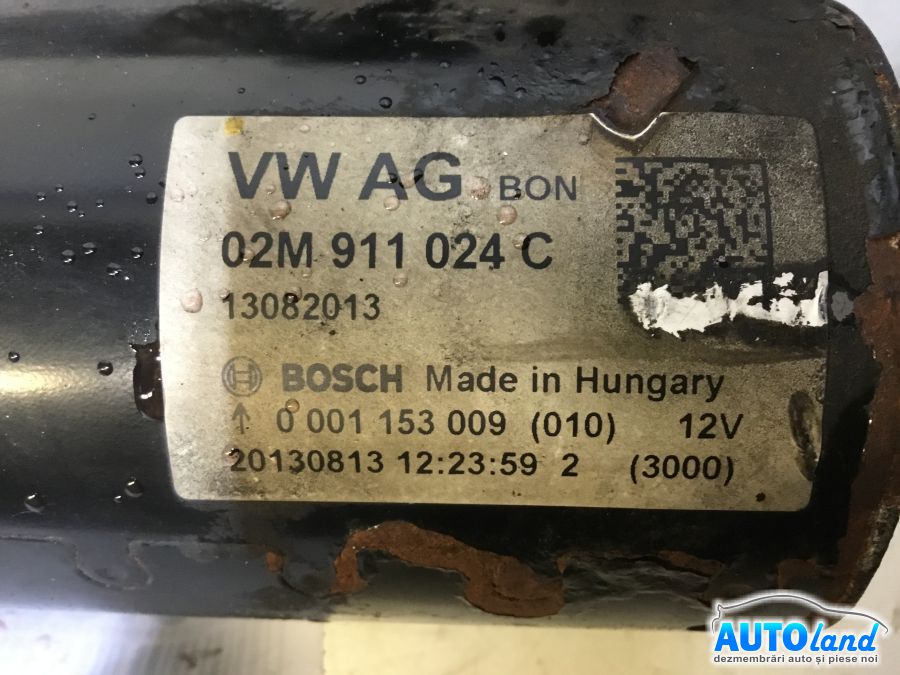 VW AG BON
02M 911 024 C
13082013
BOSCH Made in Hungary
0 001 153 009 (010) 12V
20130813 12:23:59 2 (3000)
AUTOland
dezmembrări auto și piese noi